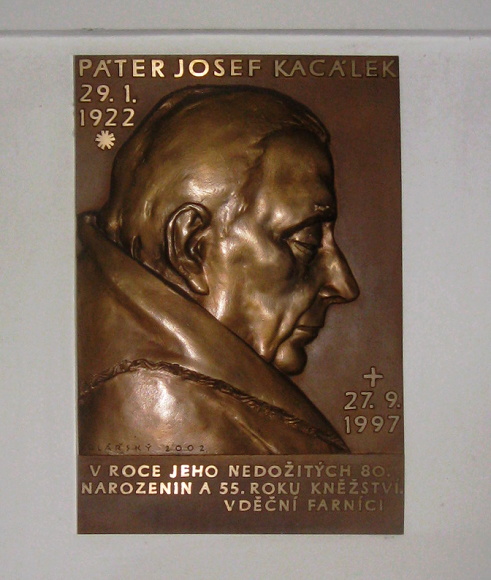 PÁTER JOSEF KACÁLEK
29. 1.
1922
*
+
27. 9.
1997
2002
V ROCE JEHO NEDOŽITÝCH 80.
NAROZENIN A 55. ROKU KNĚŽSTVÍ
VDĚČNÍ FARNÍCI